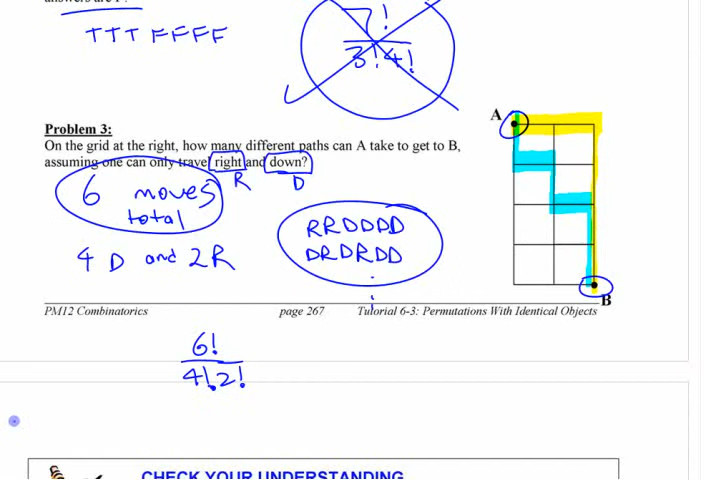 TTT FFFF
7!
3!4!
Problem 3:
A
On the grid at the right, how many different paths can A take to get to B,
assuming one can only travel right and down?
R D
6 moves
total
RRDDDD
DRDRDD
4 D and 2R
B
PM12 Combinatorics page 267 Tutorial 6-3: Permutations With Identical Objects
6!
4!2!
CHECK YOUR UNDERSTANDING